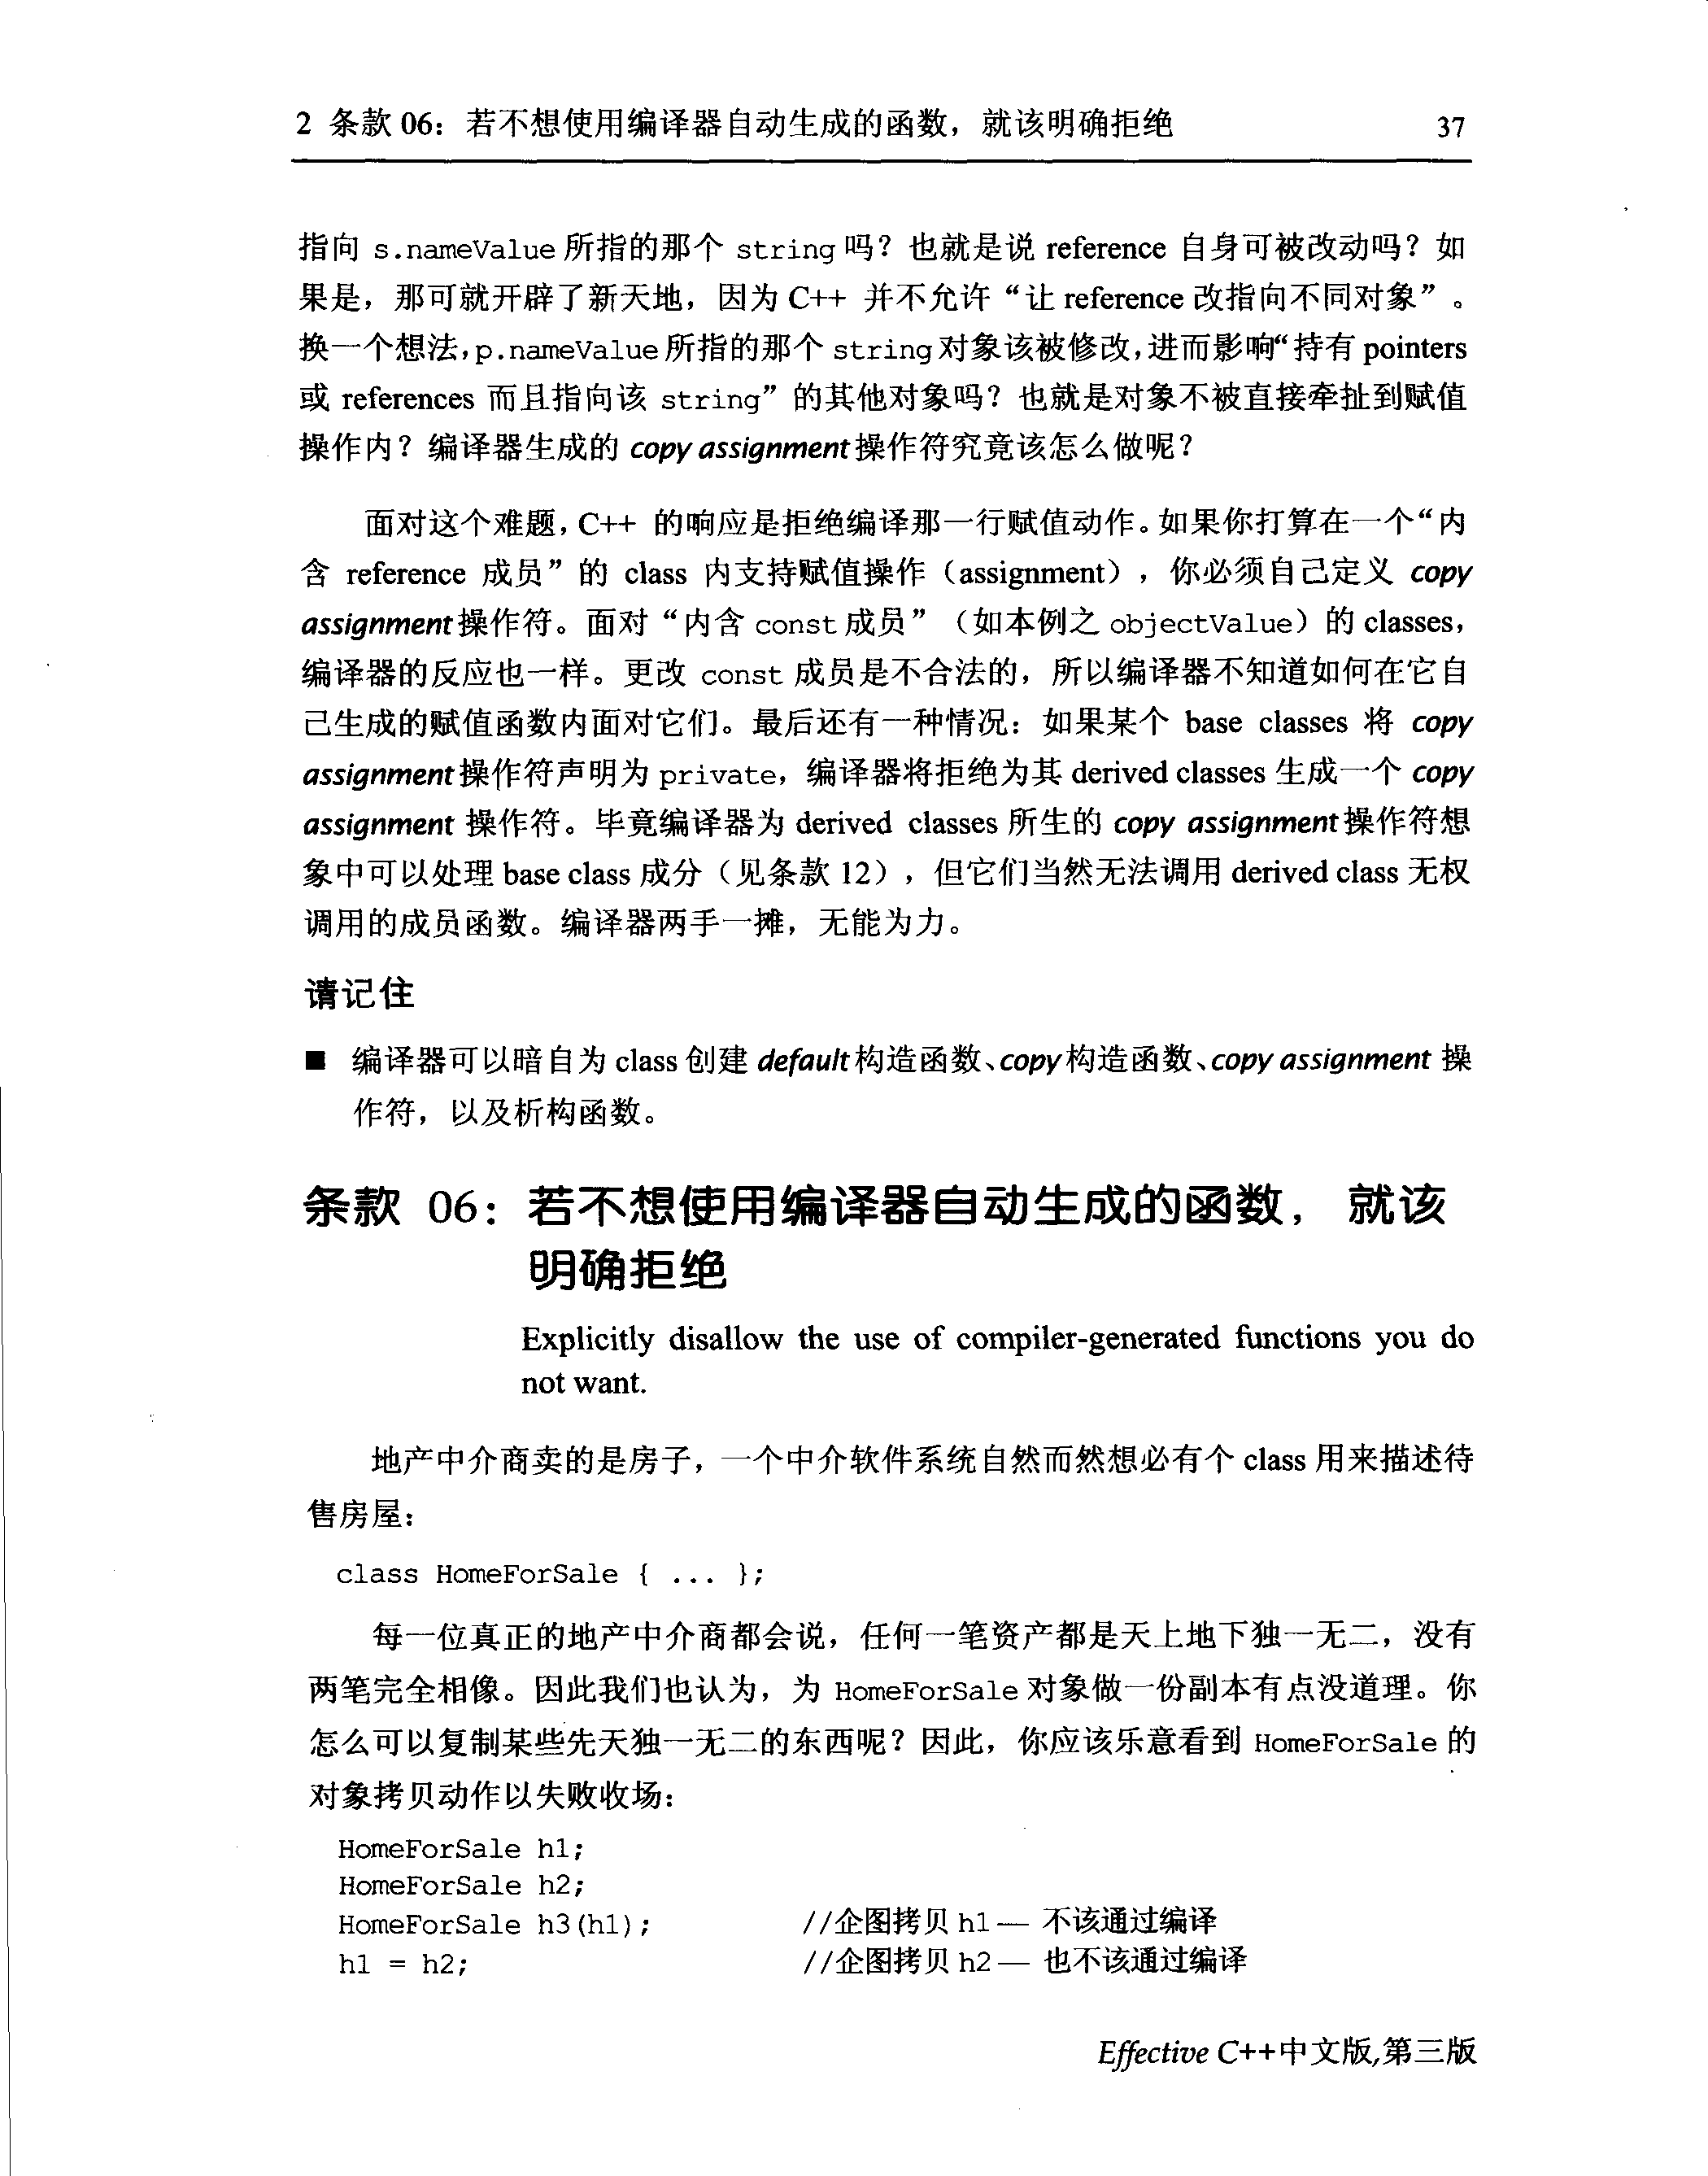 2 条款 06：若不想使用编译器自动生成的函数，就该明确拒绝 37
指向 s.nameValue 所指的那个 string 吗？也就是说 reference 自身可被改动吗？如
果是，那可就开辟了新天地，因为 C++ 并不允许“让 reference 改指向不同对象”。
换一个想法，p.nameValue 所指的那个 string 对象该被修改，进而影响“持有 pointers
或 references 而且指向该 string”的其他对象吗？也就是对象不被直接牵扯到赋值
操作内？编译器生成的 copy assignment 操作符究竟该怎么做呢？
面对这个难题，C++ 的响应是拒绝编译那一行赋值动作。如果你打算在一个“内
含 reference 成员”的 class 内支持赋值操作（assignment），你必须自己定义 copy
assignment 操作符。面对“内含 const 成员”（如本例之 objectValue）的 classes，
编译器的反应也一样。更改 const 成员是不合法的，所以编译器不知道如何在它自
己生成的赋值函数内面对它们。最后还有一种情况：如果某个 base classes 将 copy
assignment 操作符声明为 private，编译器将拒绝为其 derived classes 生成一个 copy
assignment 操作符。毕竟编译器为 derived classes 所生的 copy assignment 操作符想
象中可以处理 base class 成分（见条款 12），但它们当然无法调用 derived class 无权
调用的成员函数。编译器两手一摊，无能为力。
请记住
■ 编译器可以暗自为 class 创建 default 构造函数、copy 构造函数、copy assignment 操
作符，以及析构函数。
条款 06：若不想使用编译器自动生成的函数，就该
明确拒绝
Explicitly disallow the use of compiler-generated functions you do
not want.
地产中介商卖的是房子，一个中介软件系统自然而然想必有个 class 用来描述待
售房屋：
class HomeForSale { ... };
每一位真正的地产中介商都会说，任何一笔资产都是天上地下独一无二，没有
两笔完全相像。因此我们也认为，为 HomeForSale 对象做一份副本有点没道理。你
怎么可以复制某些先天独一无二的东西呢？因此，你应该乐意看到 HomeForSale 的
对象拷贝动作以失败收场：
HomeForSale h1;
HomeForSale h2;
HomeForSale h3(h1); //企图拷贝 h1— 不该通过编译
h1 = h2; //企图拷贝 h2— 也不该通过编译
Effective C++中文版,第三版